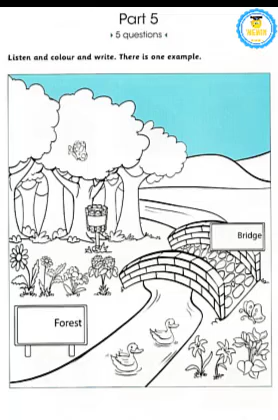 Part 5
5 questions
Listen and colour and write. There is one example.
Bridge
Forest